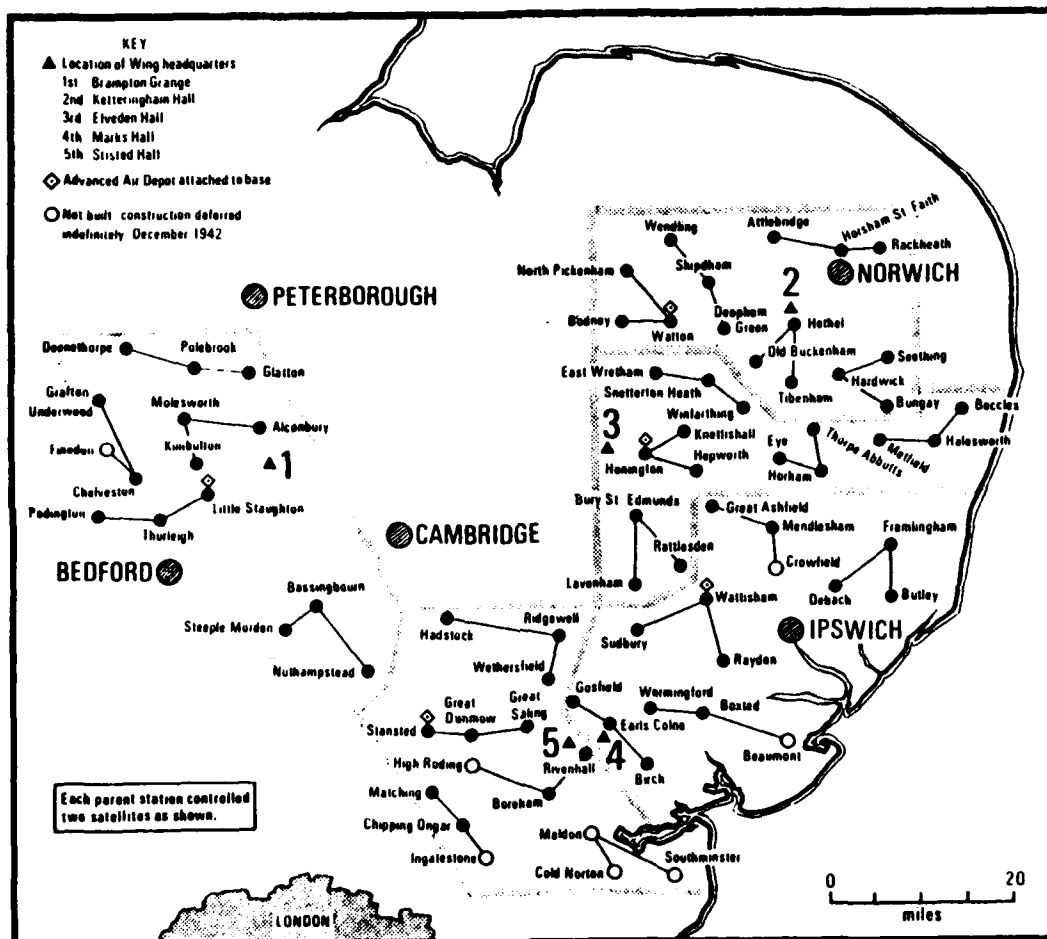 KEY
▲ Location of Wing headquarters
1st Brampton Grange
2nd Ketteringham Hall
3rd Elveden Hall
4th Marks Hall
5th Stisted Hall
Advanced Air Depot attached to base
Not built construction deferred
indefinitely December 1942
Wendling
Attlebridge
Horsham St Faith
Rackheath
North Pickenham
Shipdham
NORWICH
PETERBOROUGH
2
Bodney
Watton
Deopham
Green
Hethel
Deenethorpe
Polebrook
Glatton
Old Buckenham
Seething
East Wretham
Snetterton Heath
Tibenham
Hardwick
Bungay
Beccles
Grafton
Underwood
Molesworth
Alconbury
Winfarthing
3
Knettishall
Eye
Thorpe Abbotts
Metfield
Halesworth
Finedon
Kimbolton
1
Honington
Hepworth
Horham
Chelveston
Little Staughton
Podington
Thurleigh
Bury St. Edmunds
Great Ashfield
Mendlesham
Framlingham
CAMBRIDGE
Rattlesden
Crowfield
BEDFORD
Lavenham
Wattisham
Debach
Butley
Bassingbourn
Steeple Morden
Hadstock
Ridgewell
Sudbury
IPSWICH
Nuthampstead
Wethersfield
Raydon
Gosfield
Wormingford
Boxted
Great
Dunmow
Great
Saling
Stansted
Earls Colne
Beaumont
5
4
High Roding
Rivenhall
Birch
Each parent station controlled
two satellites as shown.
Matching
Boreham
Chipping Ongar
Maldon
Ingatestone
Cold Norton
Southminster
0 20
miles
LONDON